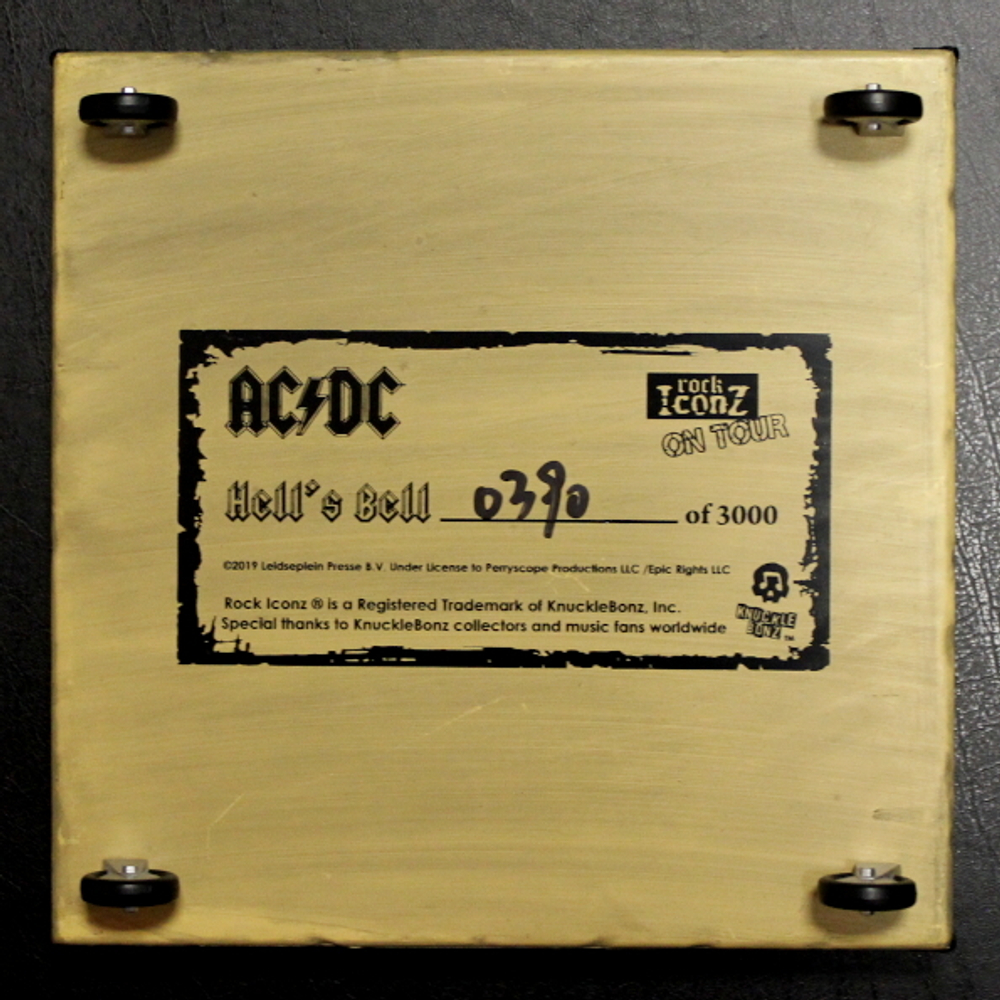 AC⚡DC
rock
IconZ
ON TOUR
Hell's Bell 0390 of 3000
©2019 Leidseplein Presse B.V. Under License to Perryscope Productions LLC /Epic Rights LLC
Rock Iconz ® is a Registered Trademark of KnuckleBonz, Inc.
Special thanks to KnuckleBonz collectors and music fans worldwide
KNUCKLE
BONZ ™